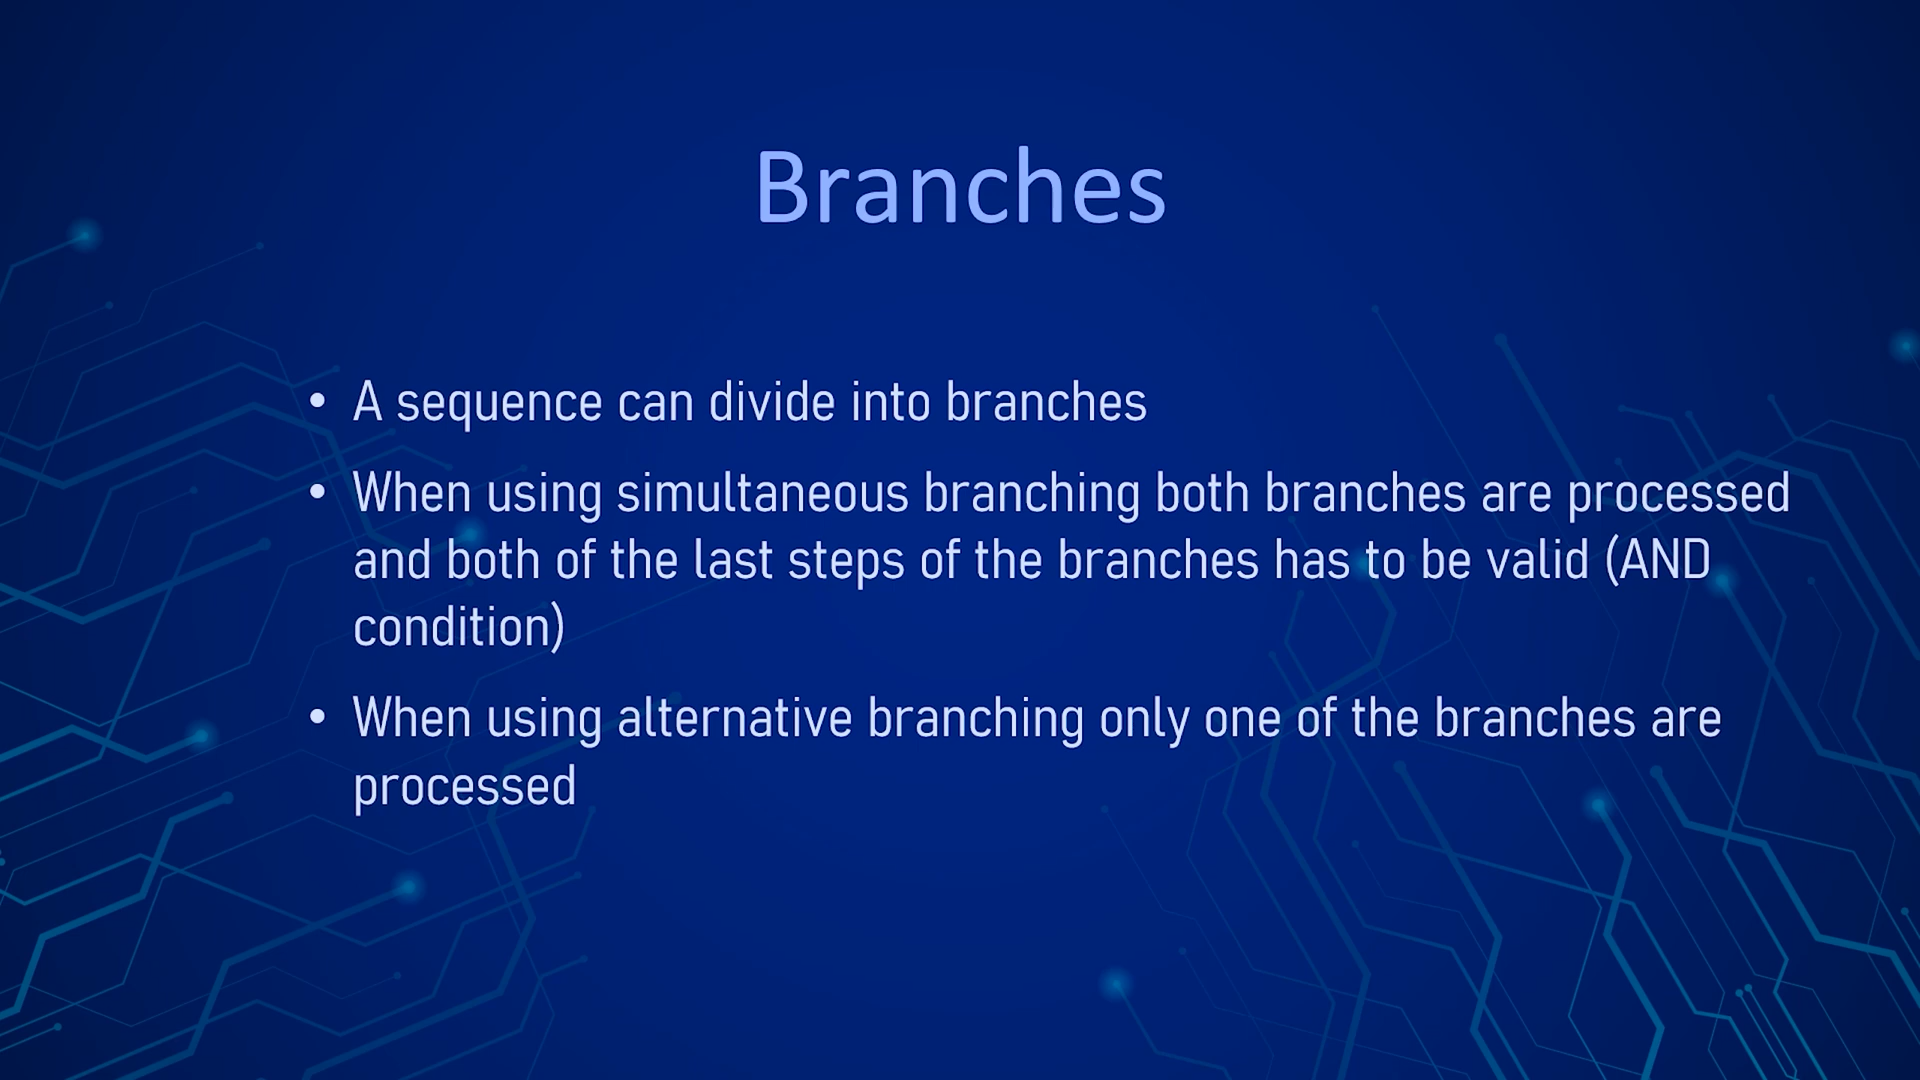 Branches
• A sequence can divide into branches
• When using simultaneous branching both branches are processed
and both of the last steps of the branches has to be valid (AND
condition)
• When using alternative branching only one of the branches are
processed